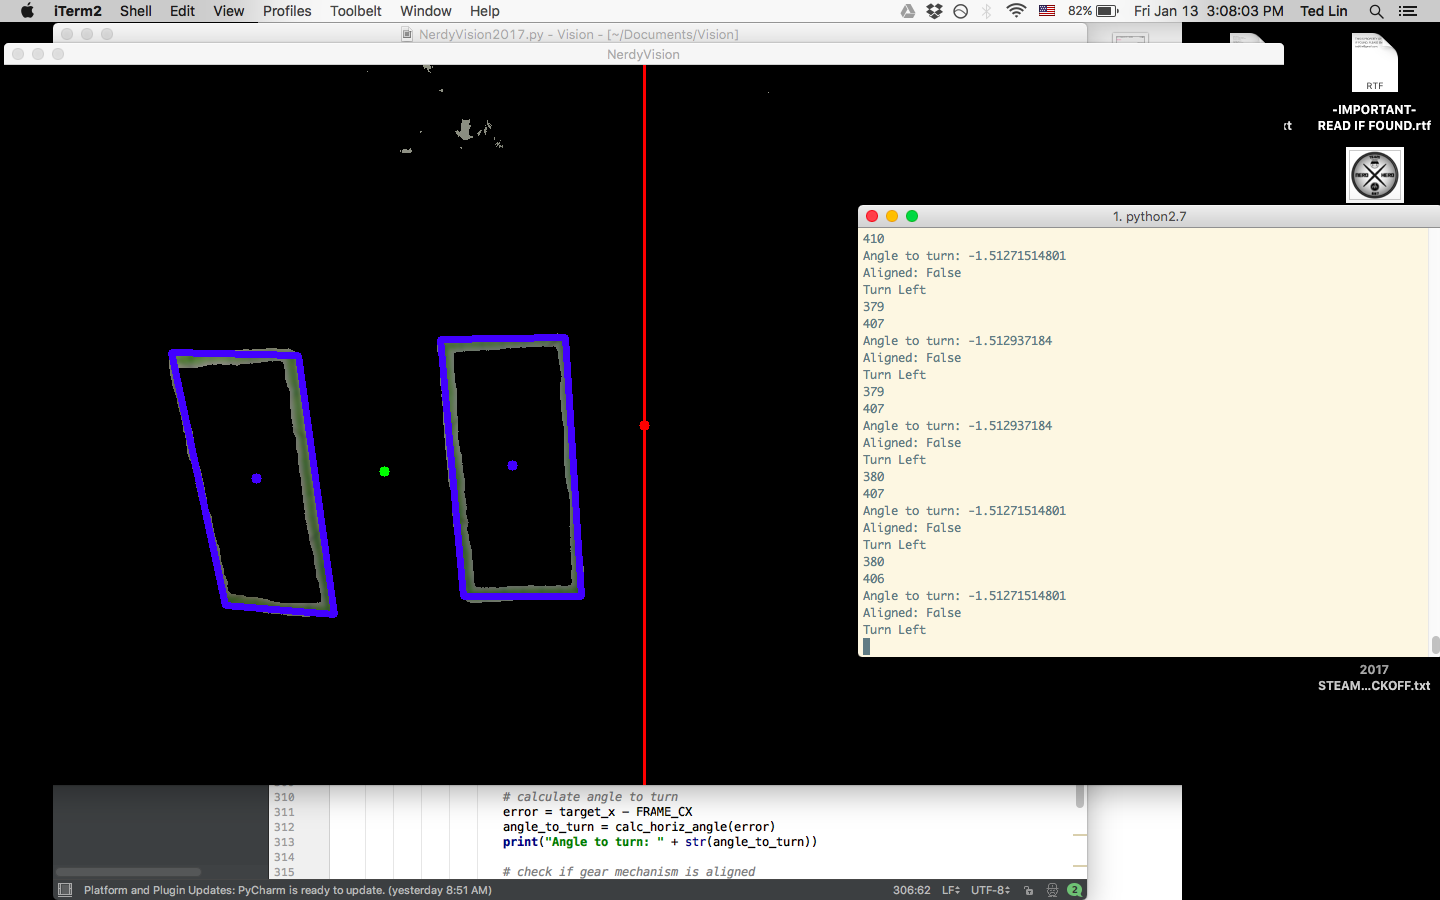 iTerm2 Shell Edit View Profiles Toolbelt Window Help 82% Fri Jan 13 3:08:03 PM Ted Lin
NerdyVision2017.py - Vision - [~/Documents/Vision]
NerdyVision
RTF
-IMPORTANT-
READ IF FOUND.rtf
1. python2.7
410
Angle to turn: -1.51271514801
Aligned: False
Turn Left
379
407
Angle to turn: -1.512937184
Aligned: False
Turn Left
379
407
Angle to turn: -1.512937184
Aligned: False
Turn Left
380
407
Angle to turn: -1.51271514801
Aligned: False
Turn Left
380
406
Angle to turn: -1.51271514801
Aligned: False
Turn Left
2017
STEAM...CKOFF.txt
310 # calculate angle to turn
311 error = target_x - FRAME_CX
312 angle_to_turn = calc_horiz_angle(error)
313 print("Angle to turn: " + str(angle_to_turn))
314
315 # check if gear mechanism is aligned
Platform and Plugin Updates: PyCharm is ready to update. (yesterday 8:51 AM) 306:62 LF UTF-8 2